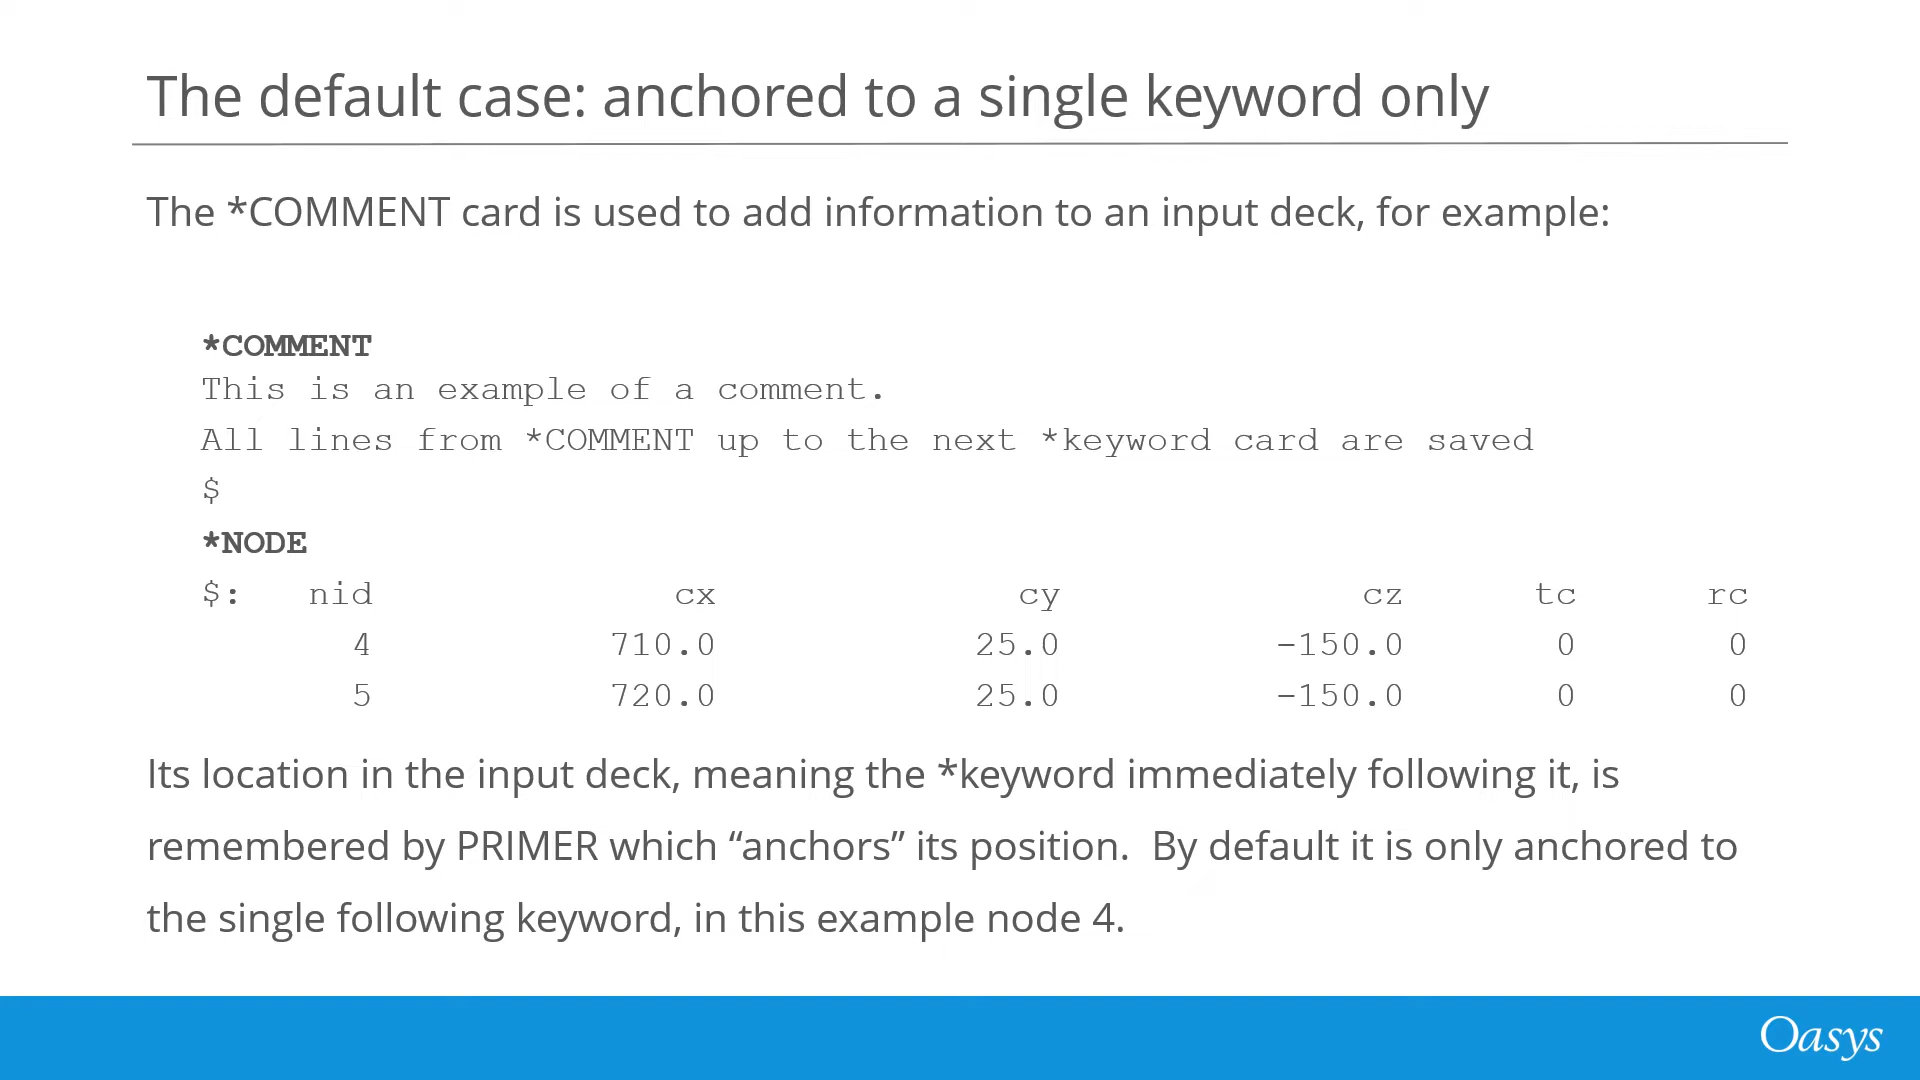 The default case: anchored to a single keyword only
The *COMMENT card is used to add information to an input deck, for example:
*COMMENT
This is an example of a comment.
All lines from *COMMENT up to the next *keyword card are saved
$
*NODE
$: nid cx cy cz tc rc
4 710.0 25.0 -150.0 0 0
5 720.0 25.0 -150.0 0 0
Its location in the input deck, meaning the *keyword immediately following it, is
remembered by PRIMER which “anchors” its position. By default it is only anchored to
the single following keyword, in this example node 4.
Oasys